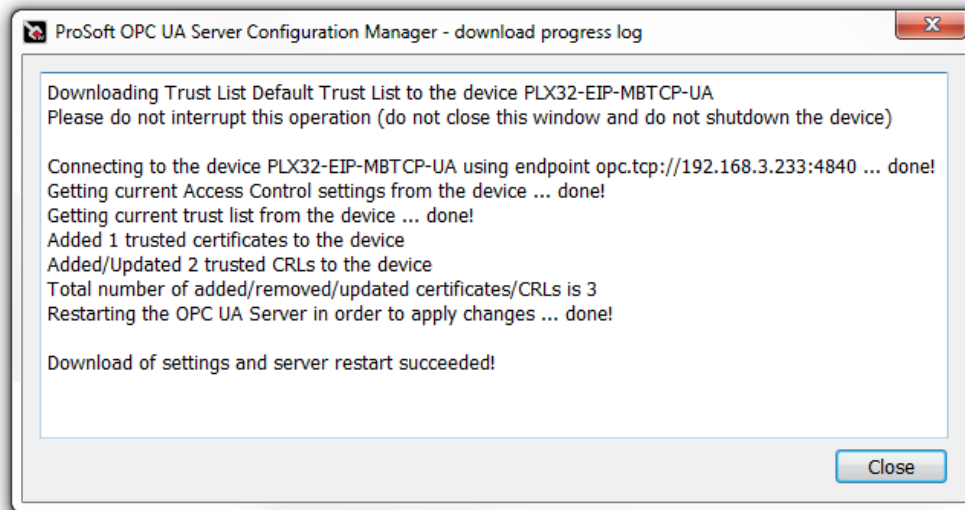 ProSoft OPC UA Server Configuration Manager - download progress log
Downloading Trust List Default Trust List to the device PLX32-EIP-MBTCP-UA
Please do not interrupt this operation (do not close this window and do not shutdown the device)
Connecting to the device PLX32-EIP-MBTCP-UA using endpoint opc.tcp://192.168.3.233:4840 ... done!
Getting current Access Control settings from the device ... done!
Getting current trust list from the device ... done!
Added 1 trusted certificates to the device
Added/Updated 2 trusted CRLs to the device
Total number of added/removed/updated certificates/CRLs is 3
Restarting the OPC UA Server in order to apply changes ... done!
Download of settings and server restart succeeded!
Close